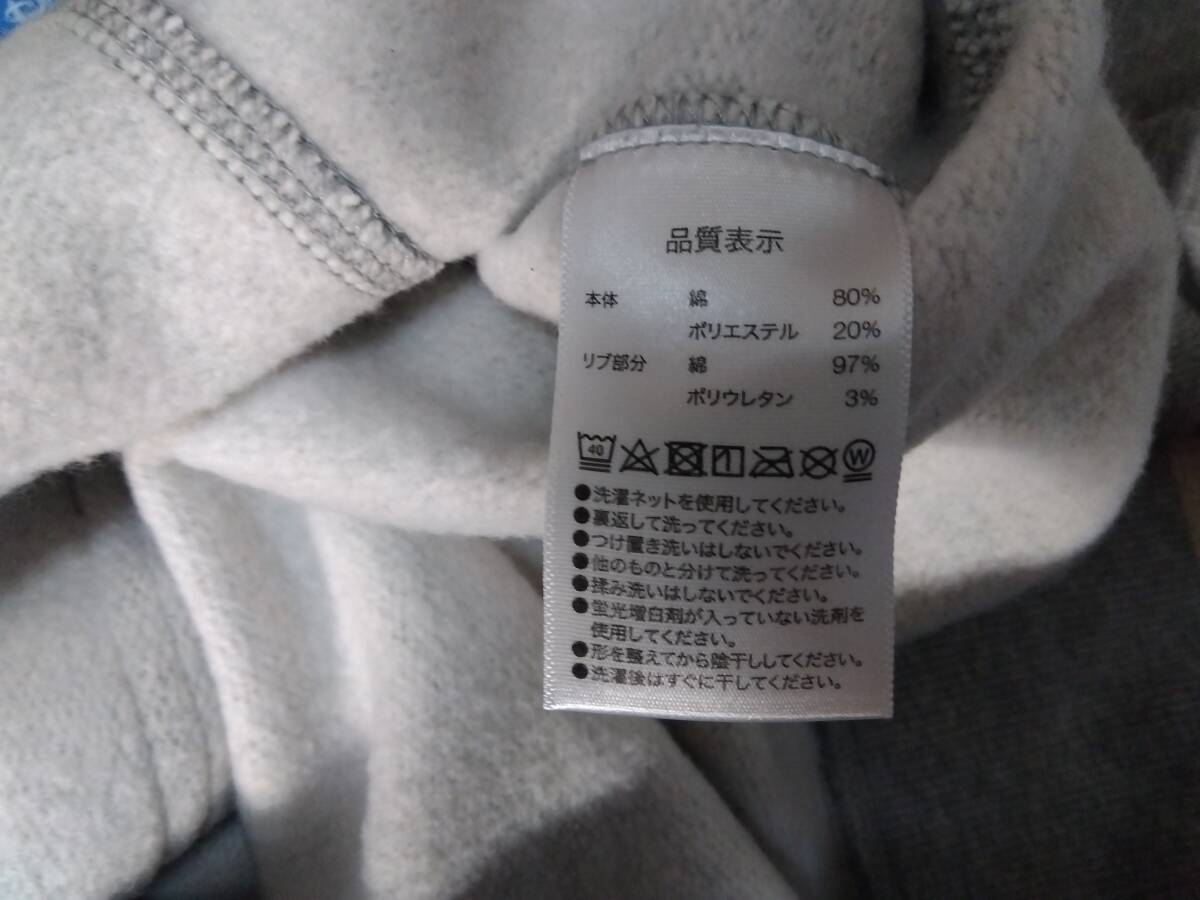 品質表示
本体 綿 80%
ポリエステル 20%
リブ部分 綿 97%
ポリウレタン 3%
40 W
●洗濯ネットを使用してください。
●裏返して洗ってください。
●つけ置き洗いはしないでください。
●他のものと分けて洗ってください。
●揉み洗いはしないでください。
●蛍光増白剤が入っていない洗剤を
使用してください。
●形を整えてから陰干ししてください。
●洗濯後はすぐに干してください。